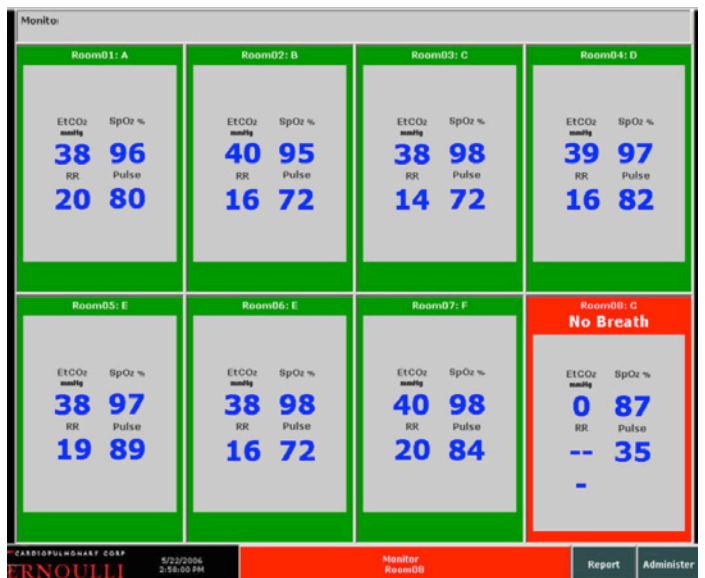 Monitor
Room01: A
EtCO2 SpO2 %
mmHg
38 96
RR Pulse
20 80
Room02: B
EtCO2 SpO2 %
mmHg
40 95
RR Pulse
16 72
Room03: C
EtCO2 SpO2 %
mmHg
38 98
RR Pulse
14 72
Room04: D
EtCO2 SpO2 %
mmHg
39 97
RR Pulse
16 82
Room05: E
EtCO2 SpO2 %
mmHg
38 97
RR Pulse
19 89
Room06: E
EtCO2 SpO2 %
mmHg
38 98
RR Pulse
16 72
Room07: F
EtCO2 SpO2 %
mmHg
40 98
RR Pulse
20 84
Room08: G
No Breath
EtCO2 SpO2 %
mmHg
0 87
RR Pulse
-- 35
-
CARDIOPULMONARY CORP
ERNOULLI
5/22/2006
2:58:00 PM
Monitor
Room08
Report
Administer